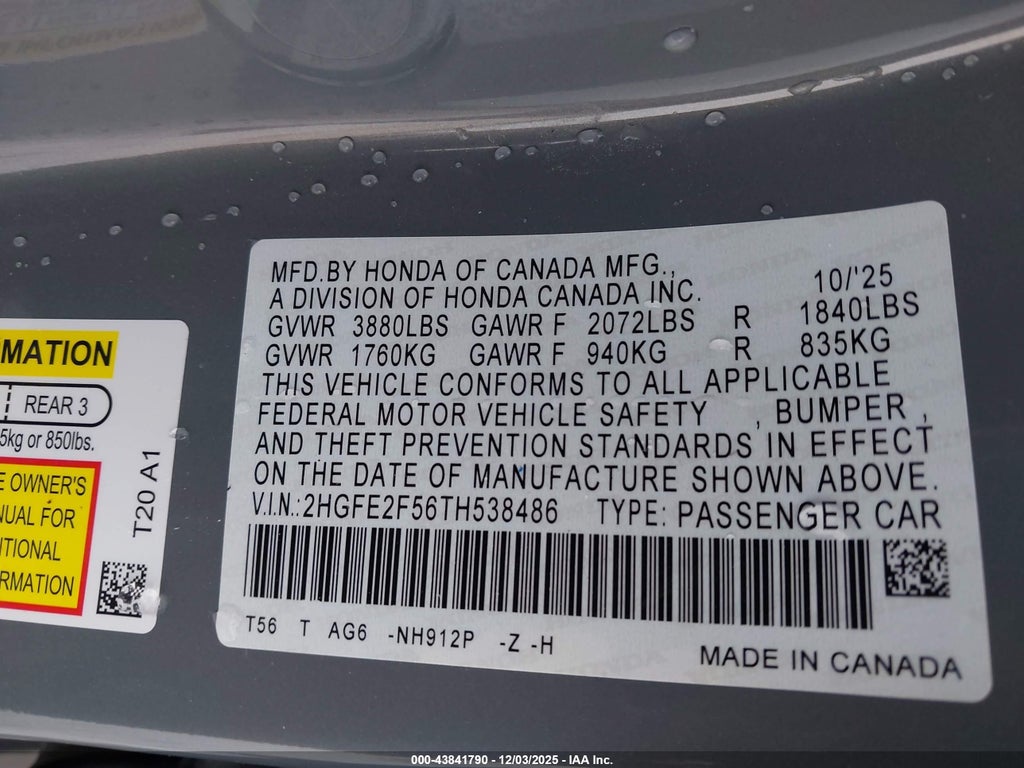 MFD.BY HONDA OF CANADA MFG.,
A DIVISION OF HONDA CANADA INC. 10/'25
GVWR 3880LBS GAWR F 2072LBS R 1840LBS
GVWR 1760KG GAWR F 940KG R 835KG
THIS VEHICLE CONFORMS TO ALL APPLICABLE
FEDERAL MOTOR VEHICLE SAFETY , BUMPER ,
AND THEFT PREVENTION STANDARDS IN EFFECT
ON THE DATE OF MANUFACTURE SHOWN ABOVE.
V.I.N.:2HGFE2F56TH538486 TYPE: PASSENGER CAR
T56 T AG6 -NH912P -Z -H
MADE IN CANADA
MATION
REAR 3
5kg or 850lbs.
E OWNER'S
NUAL FOR
ITIONAL
RMATION
T20 A1
000-43841790 - 12/03/2025 - IAA Inc.